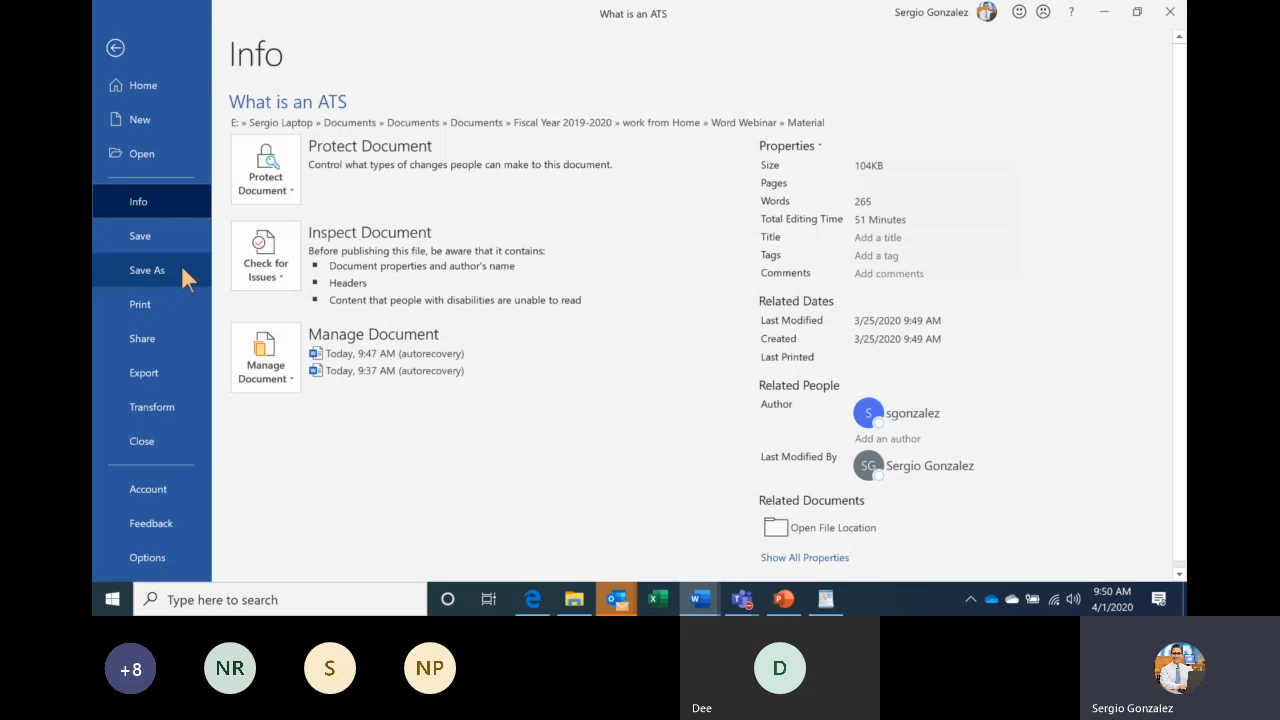 What is an ATS
Sergio Gonzalez
?
Info
Home
New
Open
Info
Save
Save As
Print
Share
Export
Transform
Close
Account
Feedback
Options
What is an ATS
E: » Sergio Laptop » Documents » Documents » Documents » Fiscal Year 2019-2020 » work from Home » Word Webinar » Material
Protect Document
Protect Document
Control what types of changes people can make to this document.
Check for Issues
Inspect Document
Before publishing this file, be aware that it contains:
Document properties and author's name
Headers
Content that people with disabilities are unable to read
Manage Document
Manage Document
Today, 9:47 AM (autorecovery)
Today, 9:37 AM (autorecovery)
Properties
Size 104KB
Pages
Words 265
Total Editing Time 51 Minutes
Title Add a title
Tags Add a tag
Comments Add comments
Related Dates
Last Modified 3/25/2020 9:49 AM
Created 3/25/2020 9:49 AM
Last Printed
Related People
Author S sgonzalez
Add an author
Last Modified By SG Sergio Gonzalez
Related Documents
Open File Location
Show All Properties
Type here to search
9:50 AM
4/1/2020
+8
NR
S
NP
D
Dee
Sergio Gonzalez